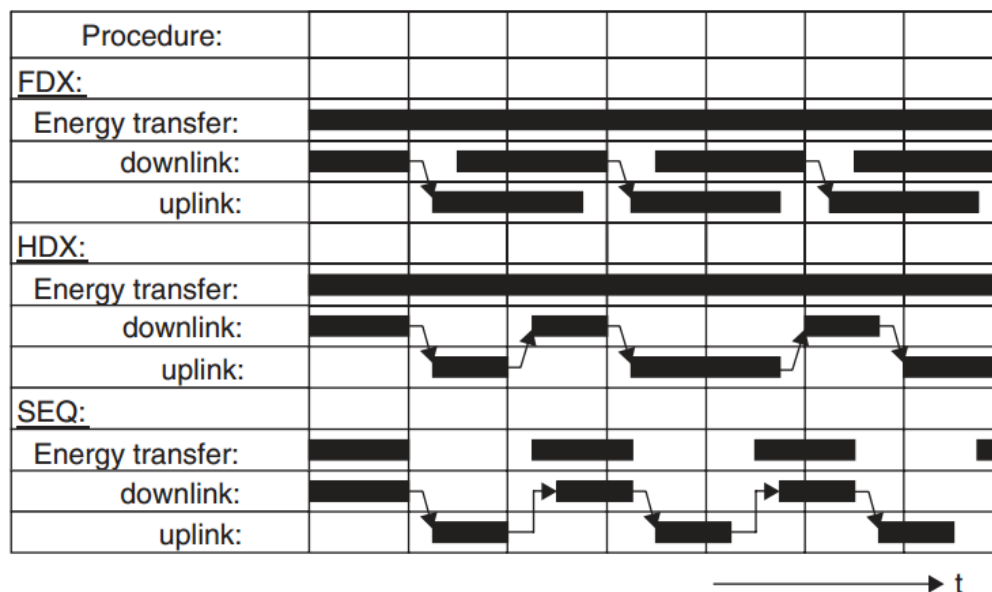 Procedure:
FDX:
Energy transfer:
downlink:
uplink:
HDX:
Energy transfer:
downlink:
uplink:
SEQ:
Energy transfer:
downlink:
uplink:
t